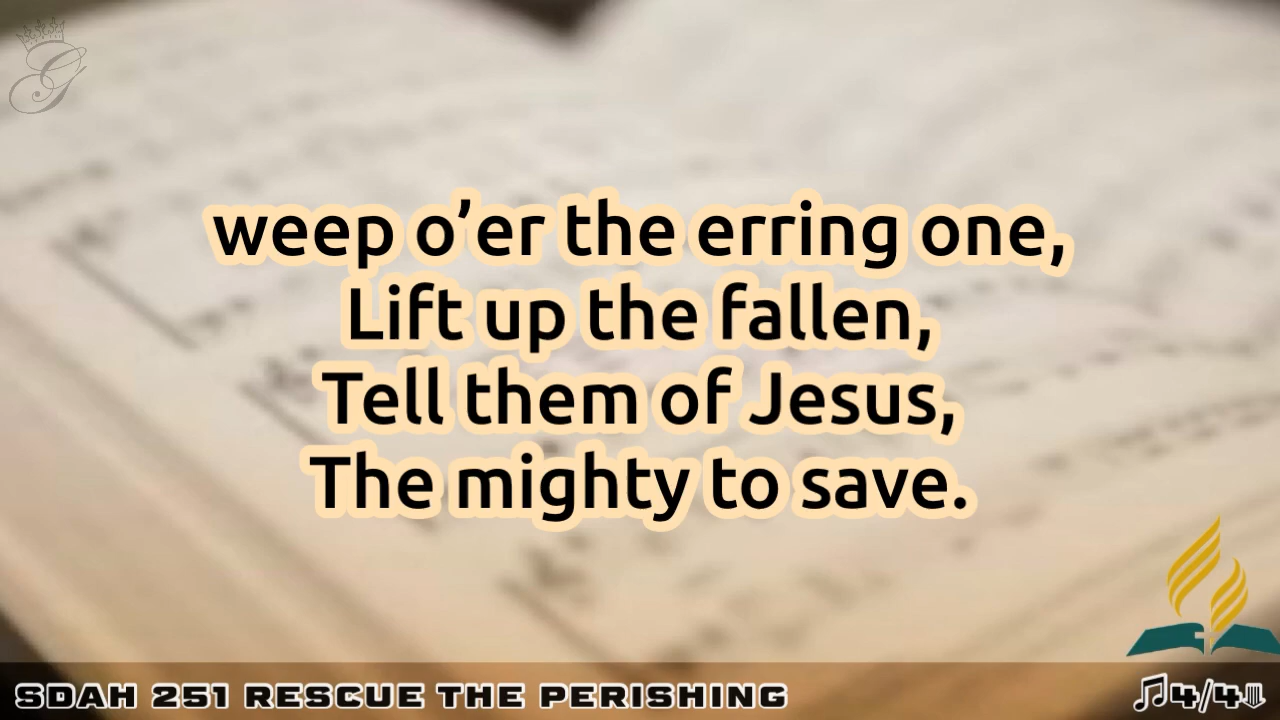 weep o’er the erring one,
Lift up the fallen,
Tell them of Jesus,
The mighty to save.
SDAH 251 RESCUE THE PERISHING
4/4
G